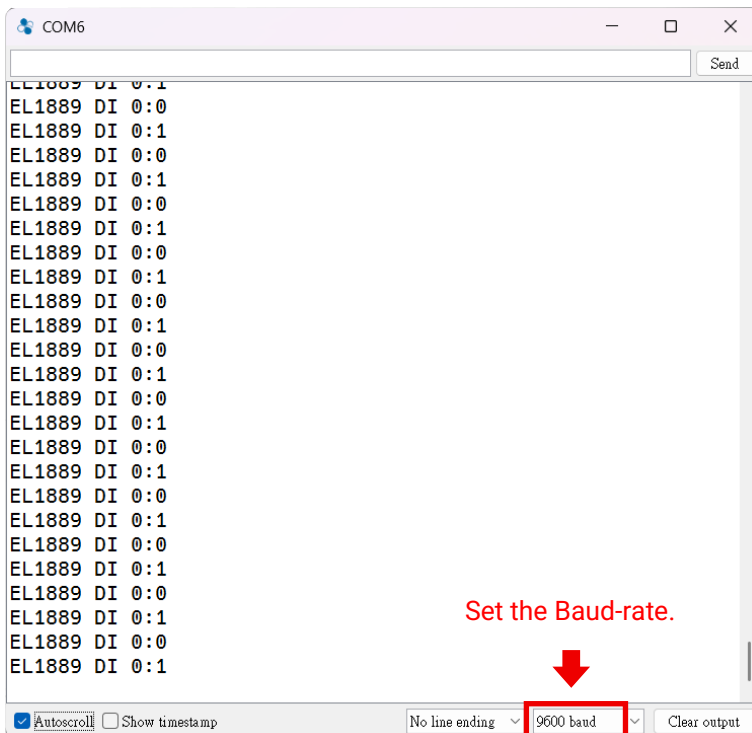 COM6
Send
EL1889 DI 0:1
EL1889 DI 0:0
EL1889 DI 0:1
EL1889 DI 0:0
EL1889 DI 0:1
EL1889 DI 0:0
EL1889 DI 0:1
EL1889 DI 0:0
EL1889 DI 0:1
EL1889 DI 0:0
EL1889 DI 0:1
EL1889 DI 0:0
EL1889 DI 0:1
EL1889 DI 0:0
EL1889 DI 0:1
EL1889 DI 0:0
EL1889 DI 0:1
EL1889 DI 0:0
EL1889 DI 0:1
EL1889 DI 0:0
EL1889 DI 0:1
EL1889 DI 0:0
EL1889 DI 0:1
EL1889 DI 0:0
EL1889 DI 0:1
Set the Baud-rate.
Autoscroll Show timestamp No line ending 9600 baud Clear output